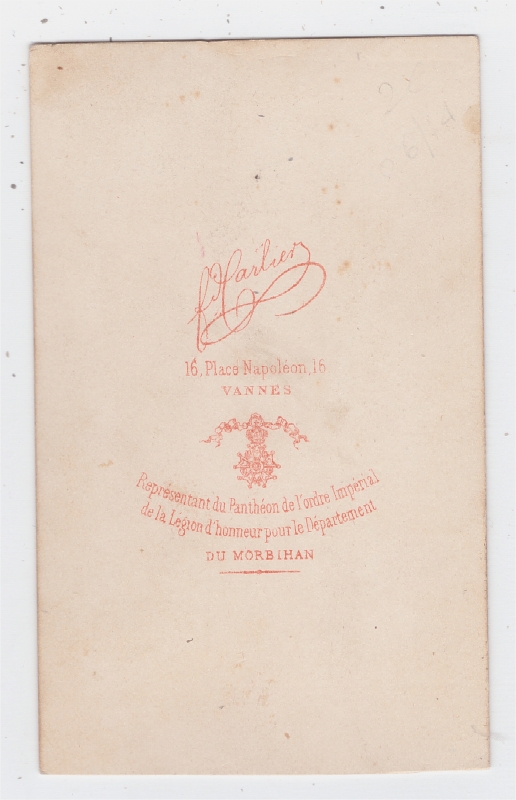 f. Carlier
16, Place Napoléon, 16
VANNES
Représentant du Panthéon de l'ordre Impérial
de la Légion d'honneur pour le Département
DU MORBIHAN